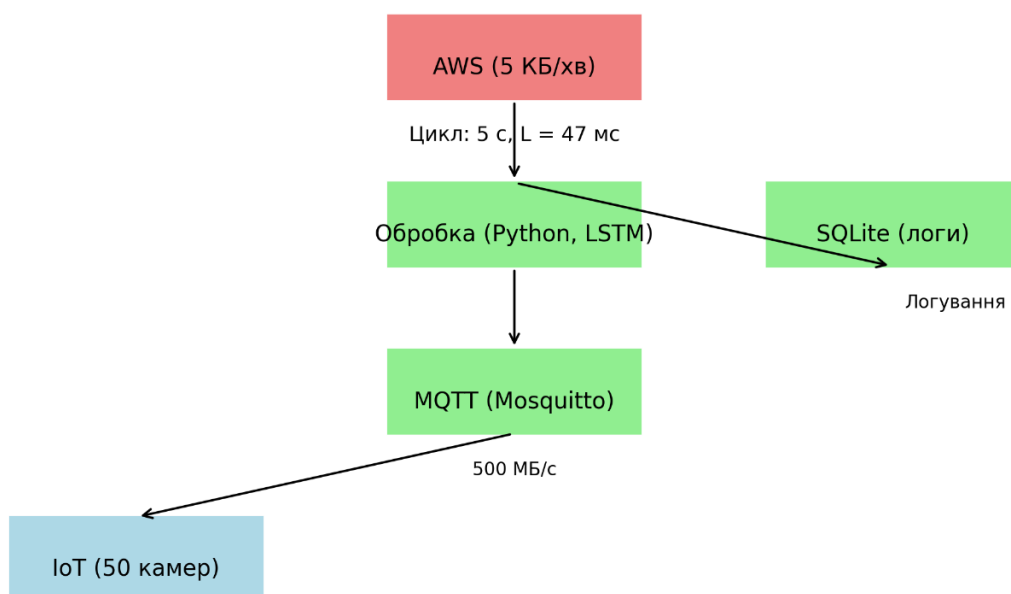 AWS (5 КБ/хв)
Цикл: 5 с, L = 47 мс
Обробка (Python, LSTM)
SQLite (логи)
Логування
MQTT (Mosquitto)
500 МБ/с
IoT (50 камер)